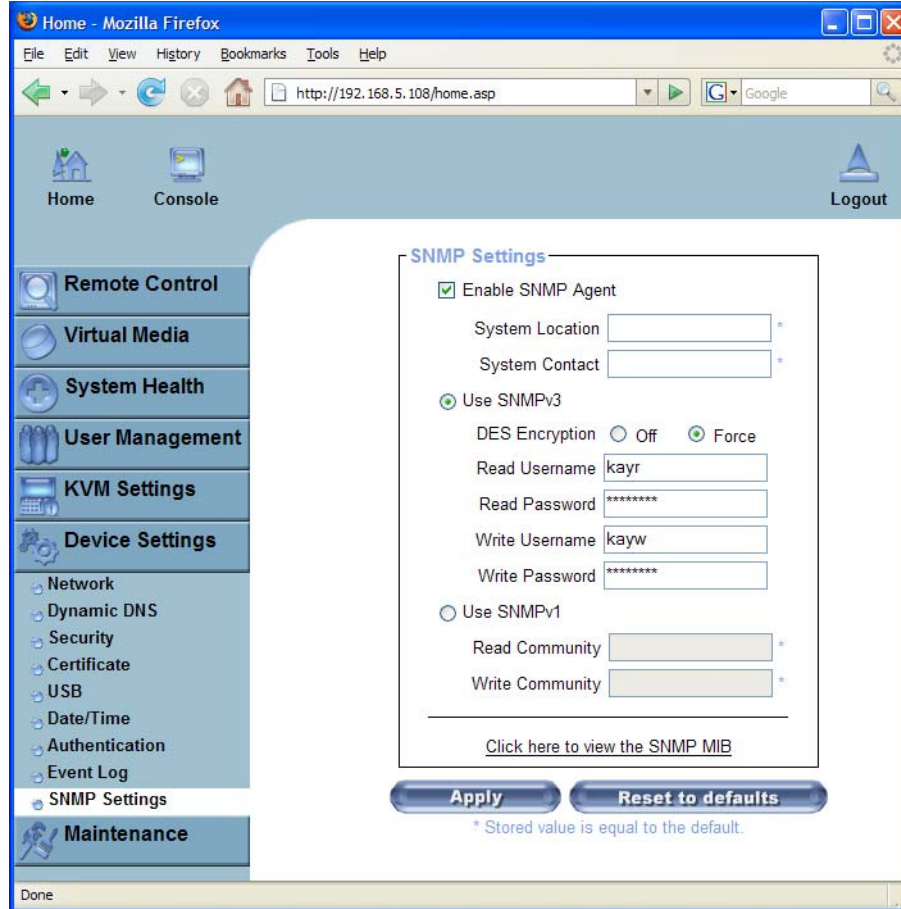 Home - Mozilla Firefox
File Edit View History Bookmarks Tools Help
http://192.168.5.108/home.asp
G Google
Home Console Logout
Remote Control
Virtual Media
System Health
User Management
KVM Settings
Device Settings
Network
Dynamic DNS
Security
Certificate
USB
Date/Time
Authentication
Event Log
SNMP Settings
Maintenance
SNMP Settings
Enable SNMP Agent
System Location *
System Contact *
Use SNMPv3
DES Encryption Off Force
Read Username kayr
Read Password ********
Write Username kayw
Write Password ********
Use SNMPv1
Read Community *
Write Community *
Click here to view the SNMP MIB
Apply Reset to defaults
* Stored value is equal to the default.
Done